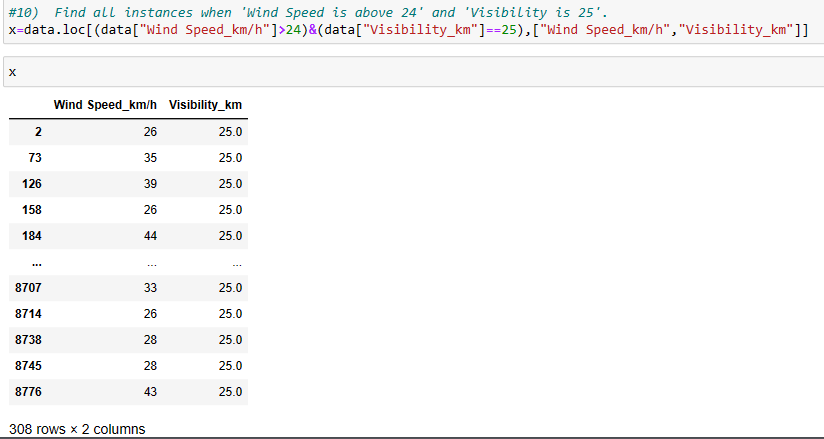 #10)  Find all instances when 'Wind Speed is above 24' and 'Visibility is 25'.
x=data.loc[(data["Wind Speed_km/h"]>24)&(data["Visibility_km"]==25),["Wind Speed_km/h","Visibility_km"]]
x
Wind Speed_km/h Visibility_km
2 26 25.0
73 35 25.0
126 39 25.0
158 26 25.0
184 44 25.0
... ... ...
8707 33 25.0
8714 26 25.0
8738 28 25.0
8745 28 25.0
8776 43 25.0
308 rows × 2 columns